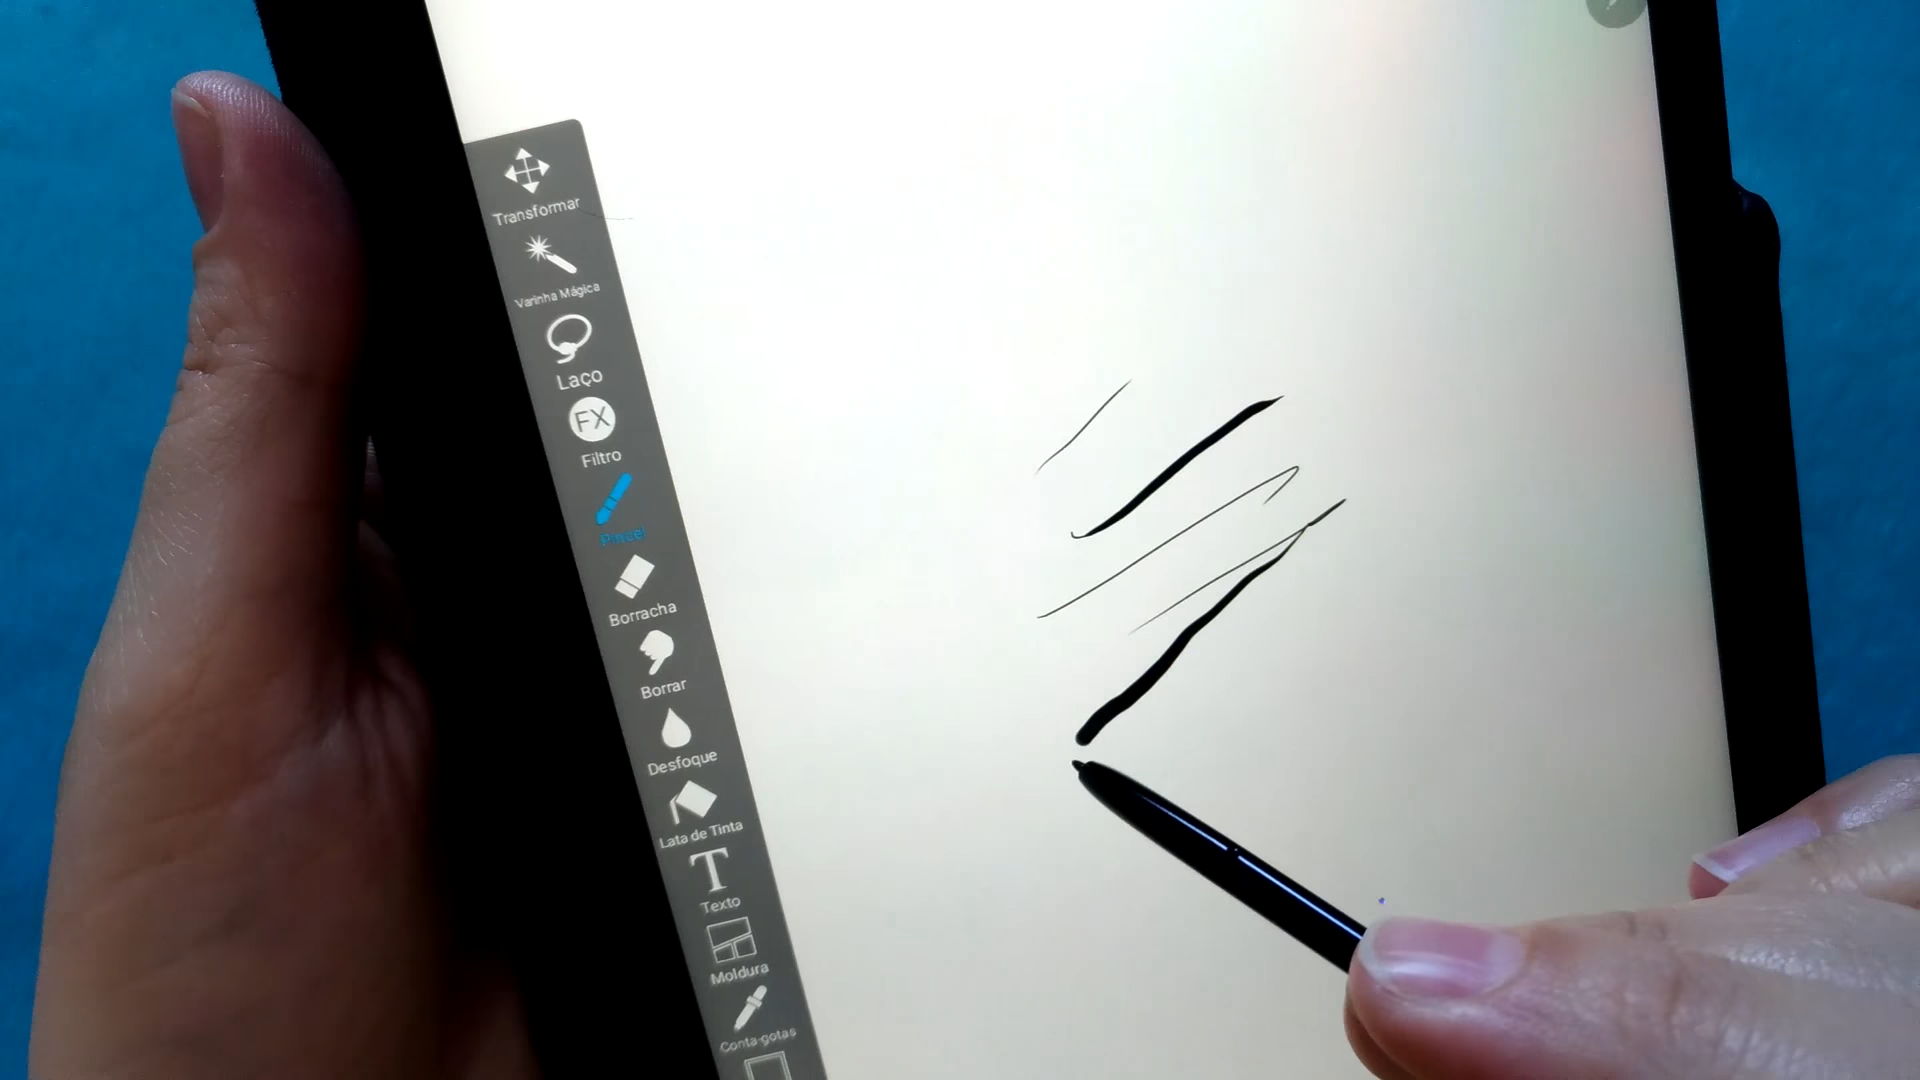 Transformar
Varinha Mágica
Laço
FX
Filtro
Pincel
Borracha
Borrar
Desfoque
Lata de Tinta
T
Texto
Moldura
Conta-gotas